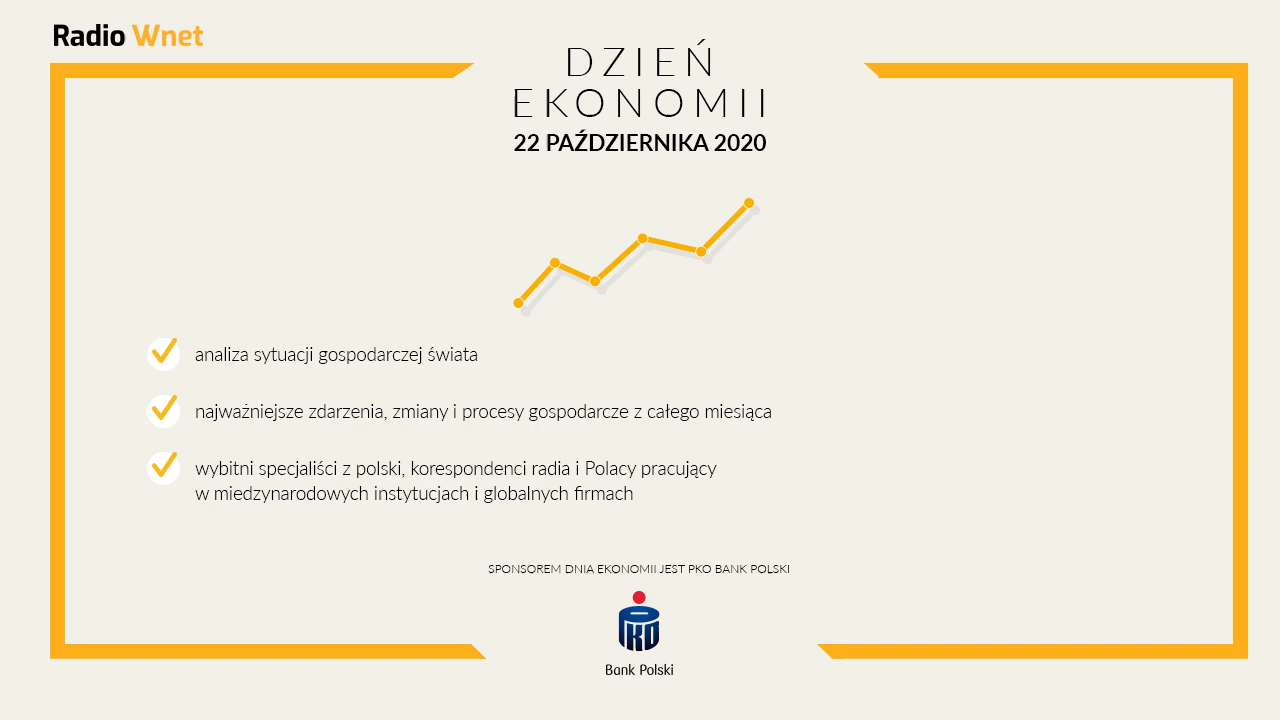 Radio Wnet
DZIEŃ
EKONOMII
22 PAŹDZIERNIKA 2020
analiza sytuacji gospodarczej świata
najważniejsze zdarzenia, zmiany i procesy gospodarcze z całego miesiąca
wybitni specjaliści z polski, korespondenci radia i Polacy pracujący
w miedzynarodowych instytucjach i globalnych firmach
SPONSOREM DNIA EKONOMII JEST PKO BANK POLSKI
PKO
Bank Polski